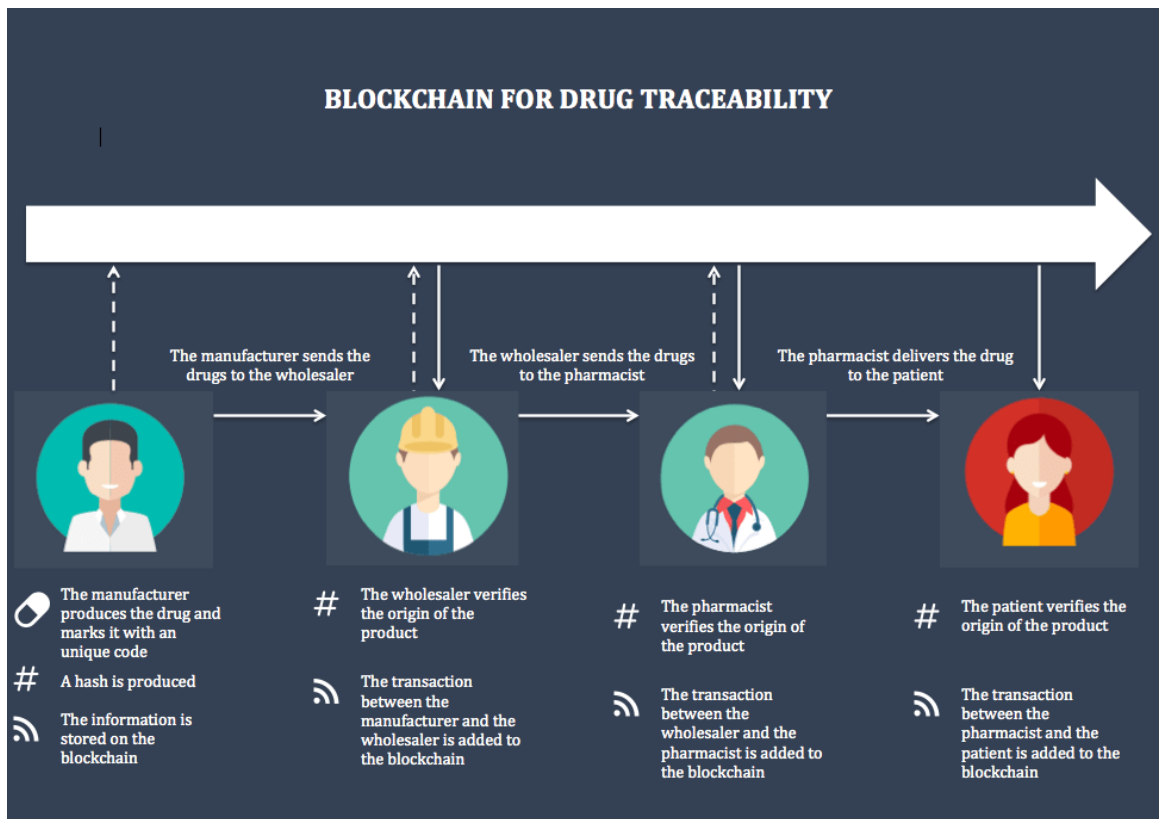 BLOCKCHAIN FOR DRUG TRACEABILITY
The manufacturer sends the
drugs to the wholesaler
The wholesaler sends the drugs
to the pharmacist
The pharmacist delivers the drug
to the patient
The manufacturer
produces the drug and
marks it with an
unique code
# A hash is produced
The information is
stored on the
blockchain
# The wholesaler verifies
the origin of the
product
The transaction
between the
manufacturer and the
wholesaler is added to
the blockchain
# The pharmacist
verifies the origin of
the product
The transaction
between the
wholesaler and the
pharmacist is added to
the blockchain
# The patient verifies the
origin of the product
The transaction
between the
pharmacist and the
patient is added to the
blockchain